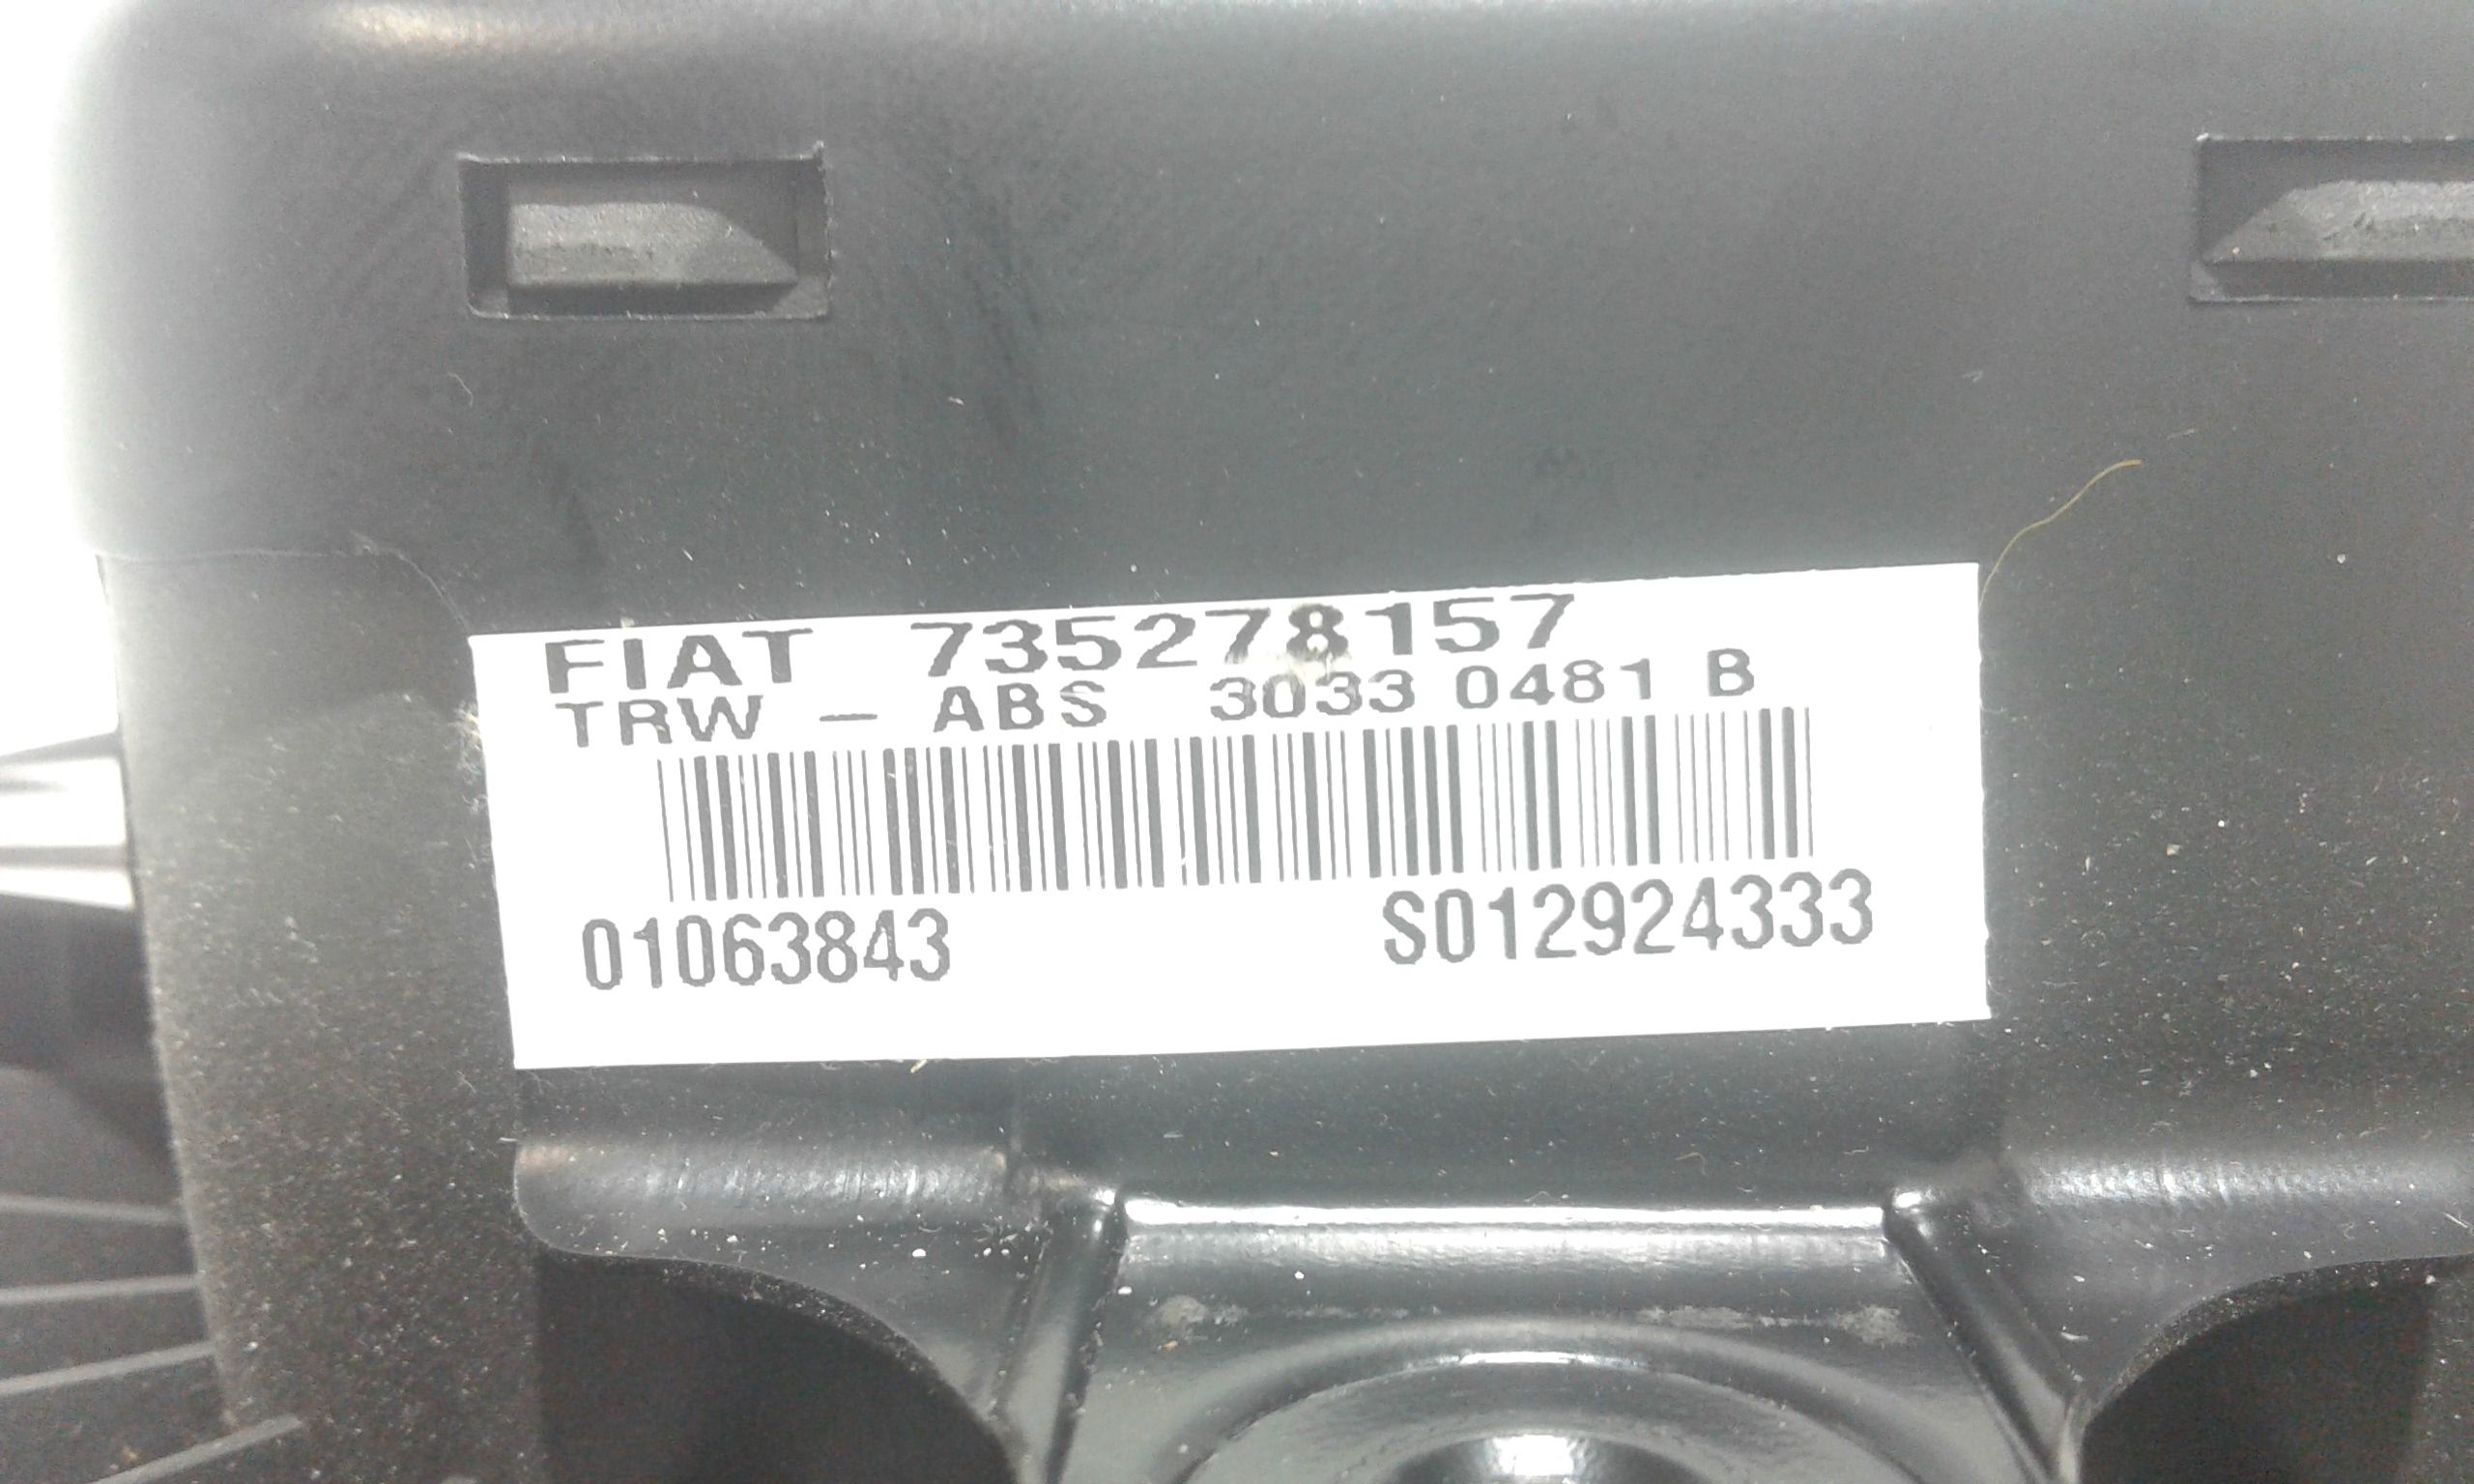 FIAT 735278157
TRW - ABS 3033 0481 B
01063843 S012924333